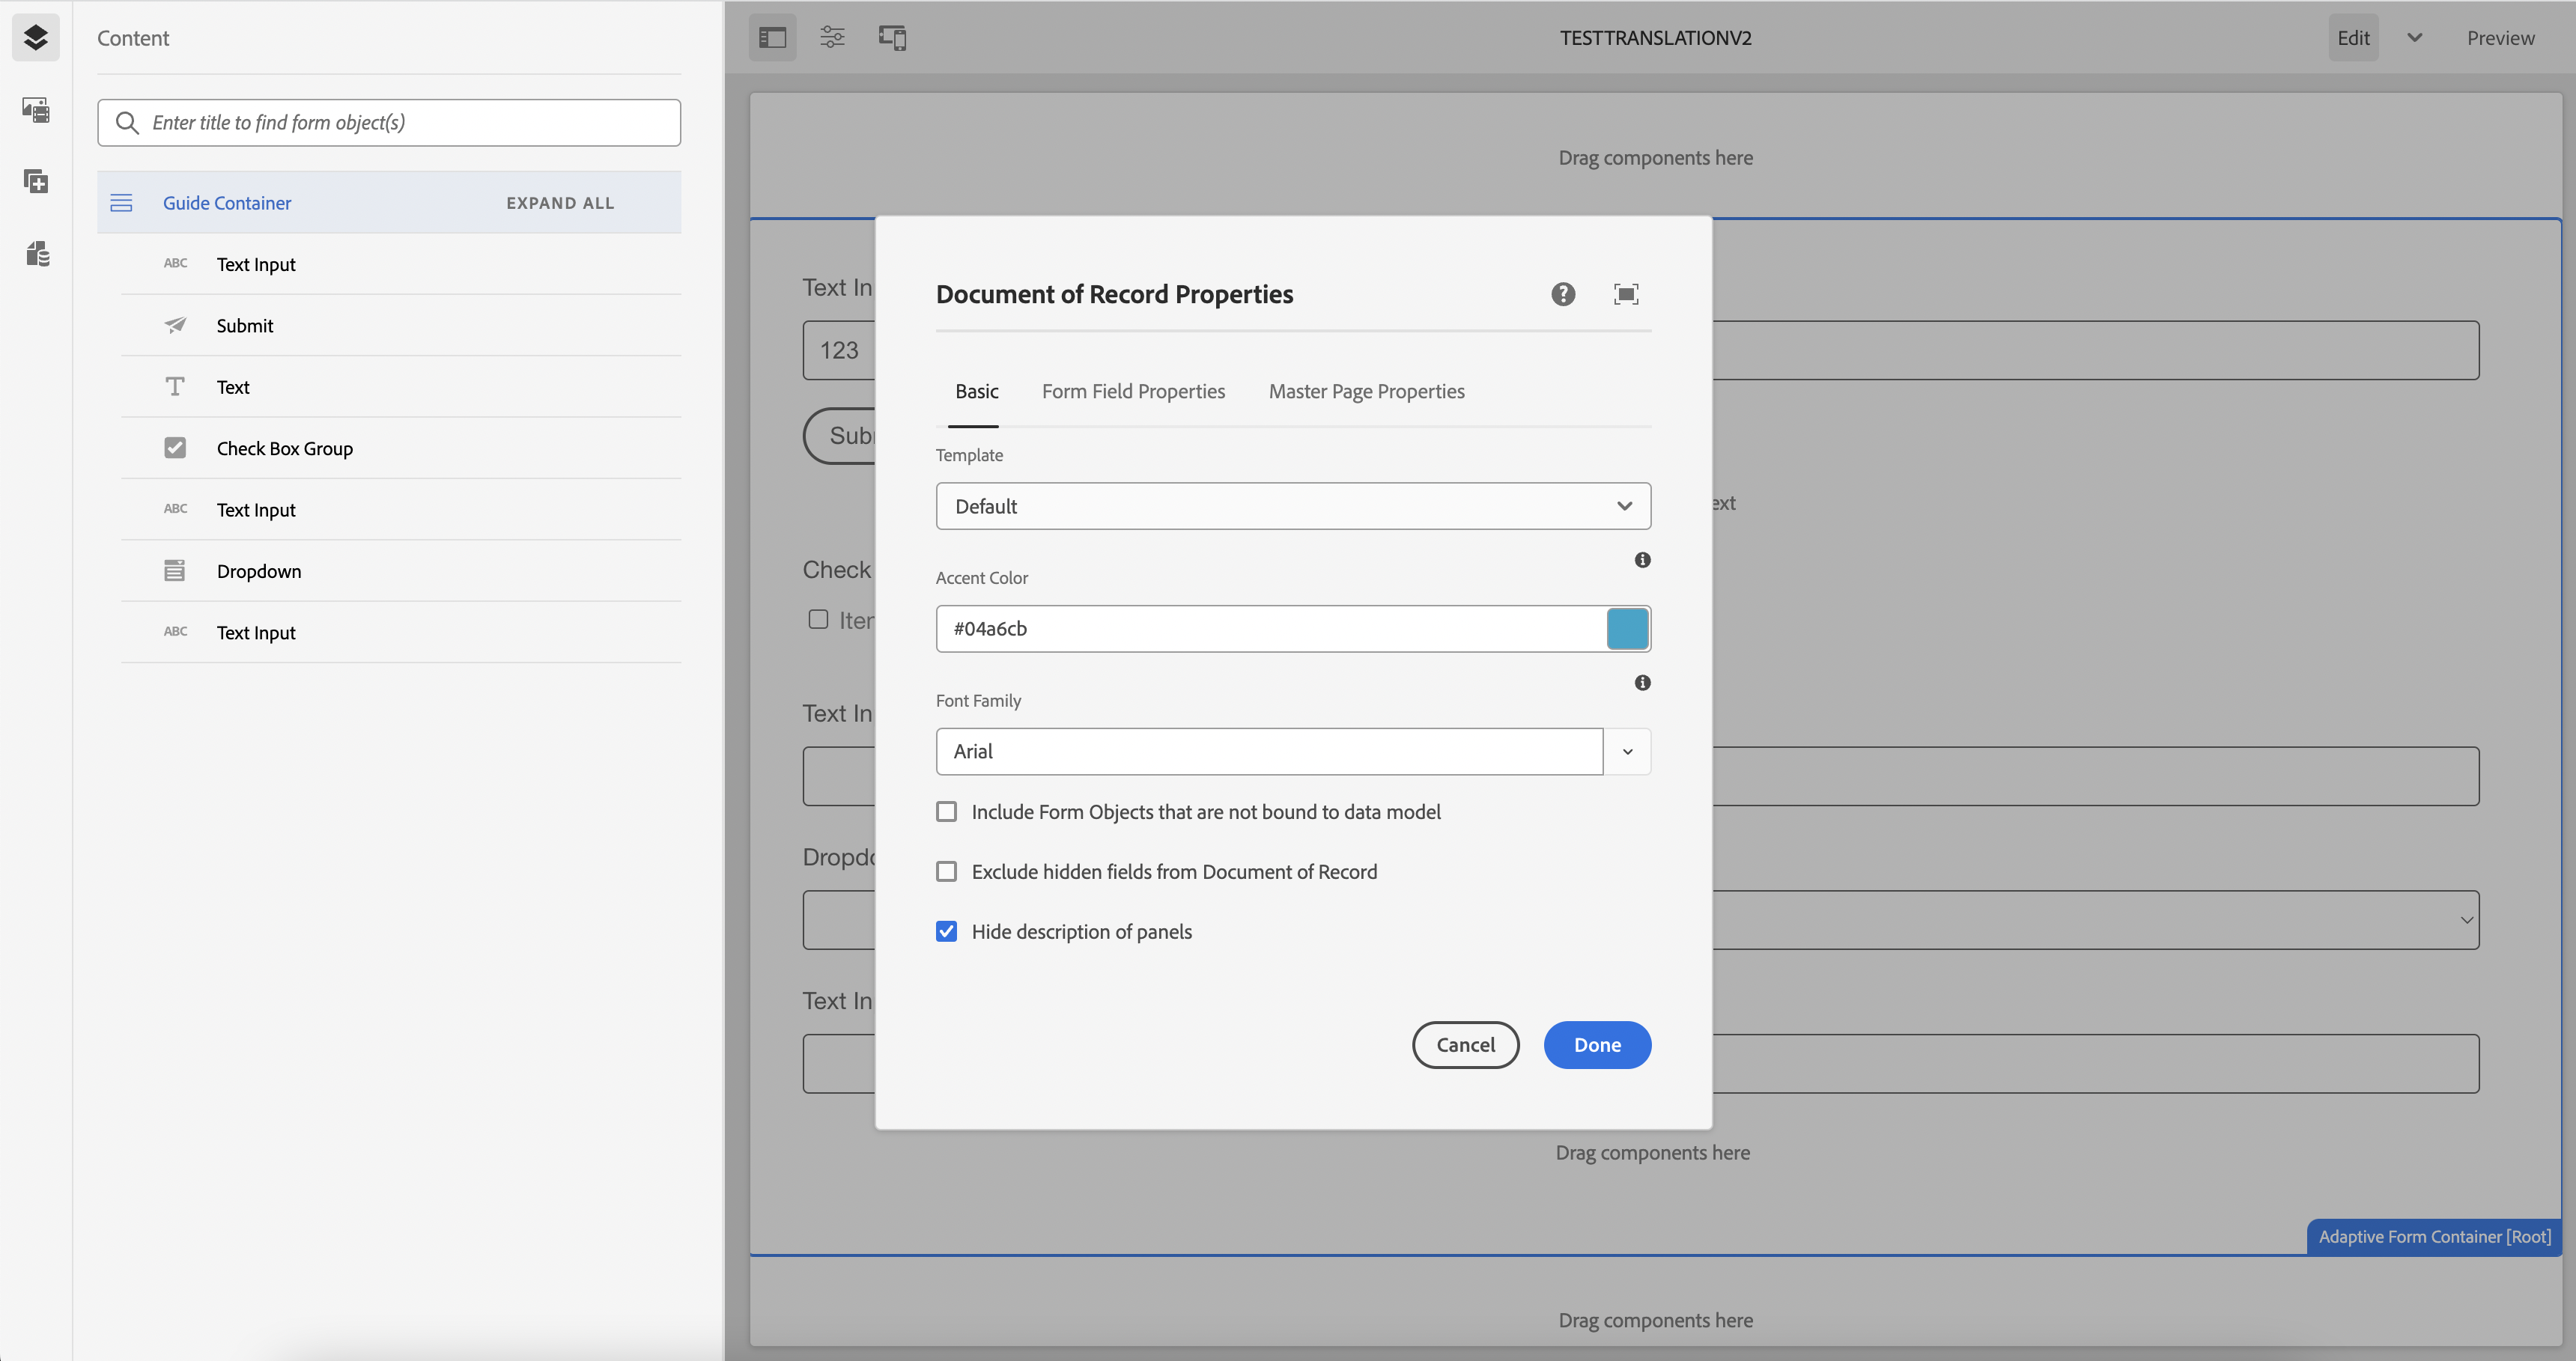 Content
Enter title to find form object(s)
Guide Container EXPAND ALL
ABC Text Input
Submit
Text
Check Box Group
ABC Text Input
Dropdown
ABC Text Input
TESTTRANSLATIONV2 Edit Preview
Drag components here
Text In
123
Subm
ext
Check
Iter
Text In
Dropdo
Text In
Document of Record Properties
Basic Form Field Properties Master Page Properties
Template
Default
Accent Color
#04a6cb
Font Family
Arial
Include Form Objects that are not bound to data model
Exclude hidden fields from Document of Record
Hide description of panels
Cancel Done
Drag components here
Adaptive Form Container [Root]
Drag components here